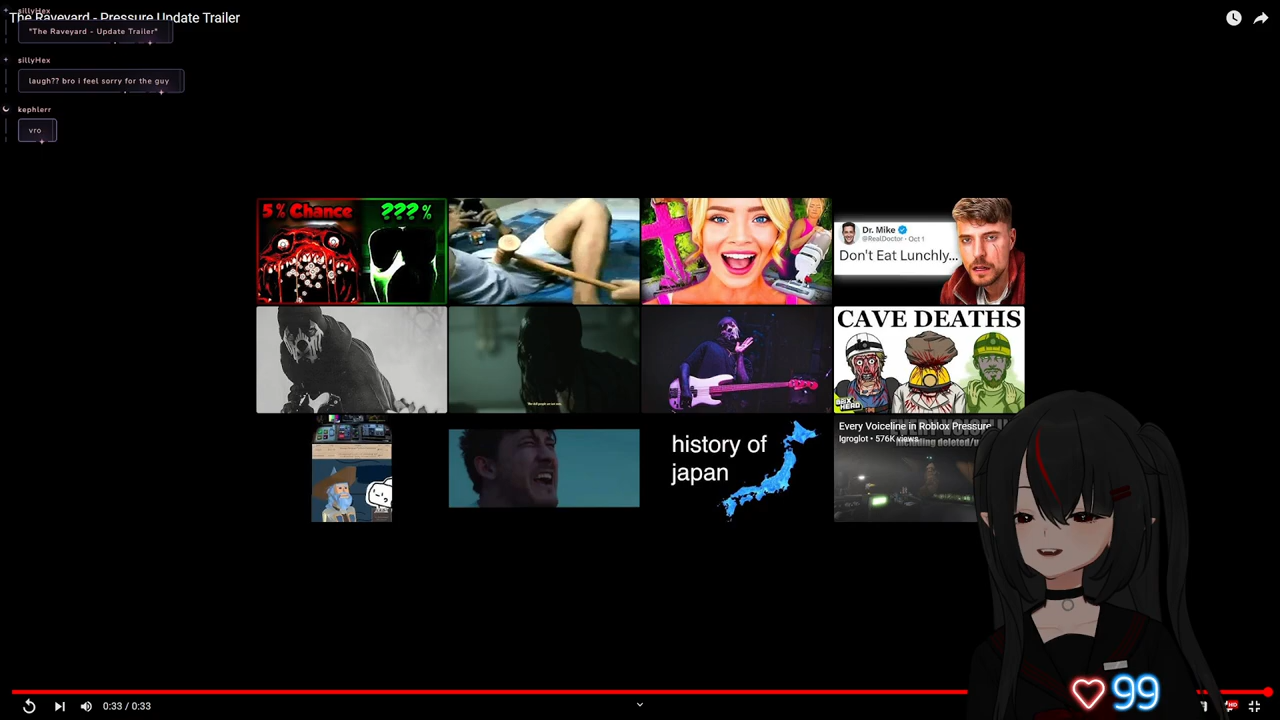 sillyHex
The Raveyard - Pressure Update Trailer
"The Raveyard - Update Trailer"
sillyHex
laugh?? bro i feel sorry for the guy
kephlerr
vro
5% Chance
???%
Dr. Mike
@RealDoctor · Oct 1
Don't Eat Lunchly...
CAVE DEATHS
history of
japan
Every Voiceline in Roblox Pressure
Igroglot • 576K views
0:33 / 0:33
HD
99